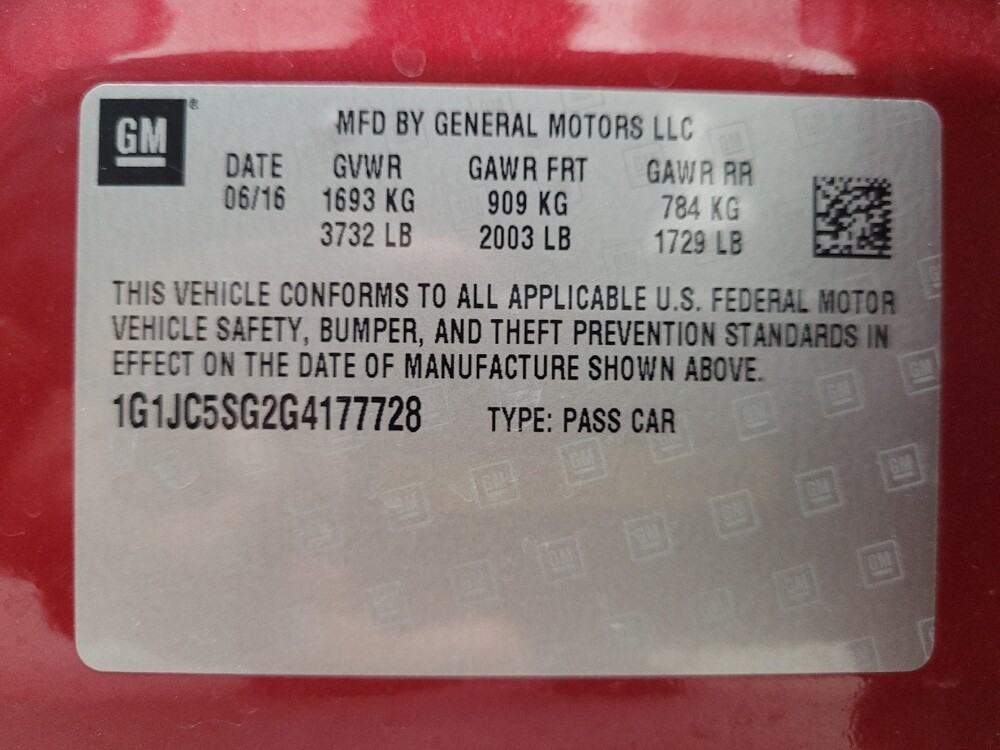 GM®
MFD BY GENERAL MOTORS LLC
DATE GVWR GAWR FRT GAWR RR
06/16 1693 KG 909 KG 784 KG
3732 LB 2003 LB 1729 LB
THIS VEHICLE CONFORMS TO ALL APPLICABLE U.S. FEDERAL MOTOR
VEHICLE SAFETY, BUMPER, AND THEFT PREVENTION STANDARDS IN
EFFECT ON THE DATE OF MANUFACTURE SHOWN ABOVE.
1G1JC5SG2G4177728 TYPE: PASS CAR